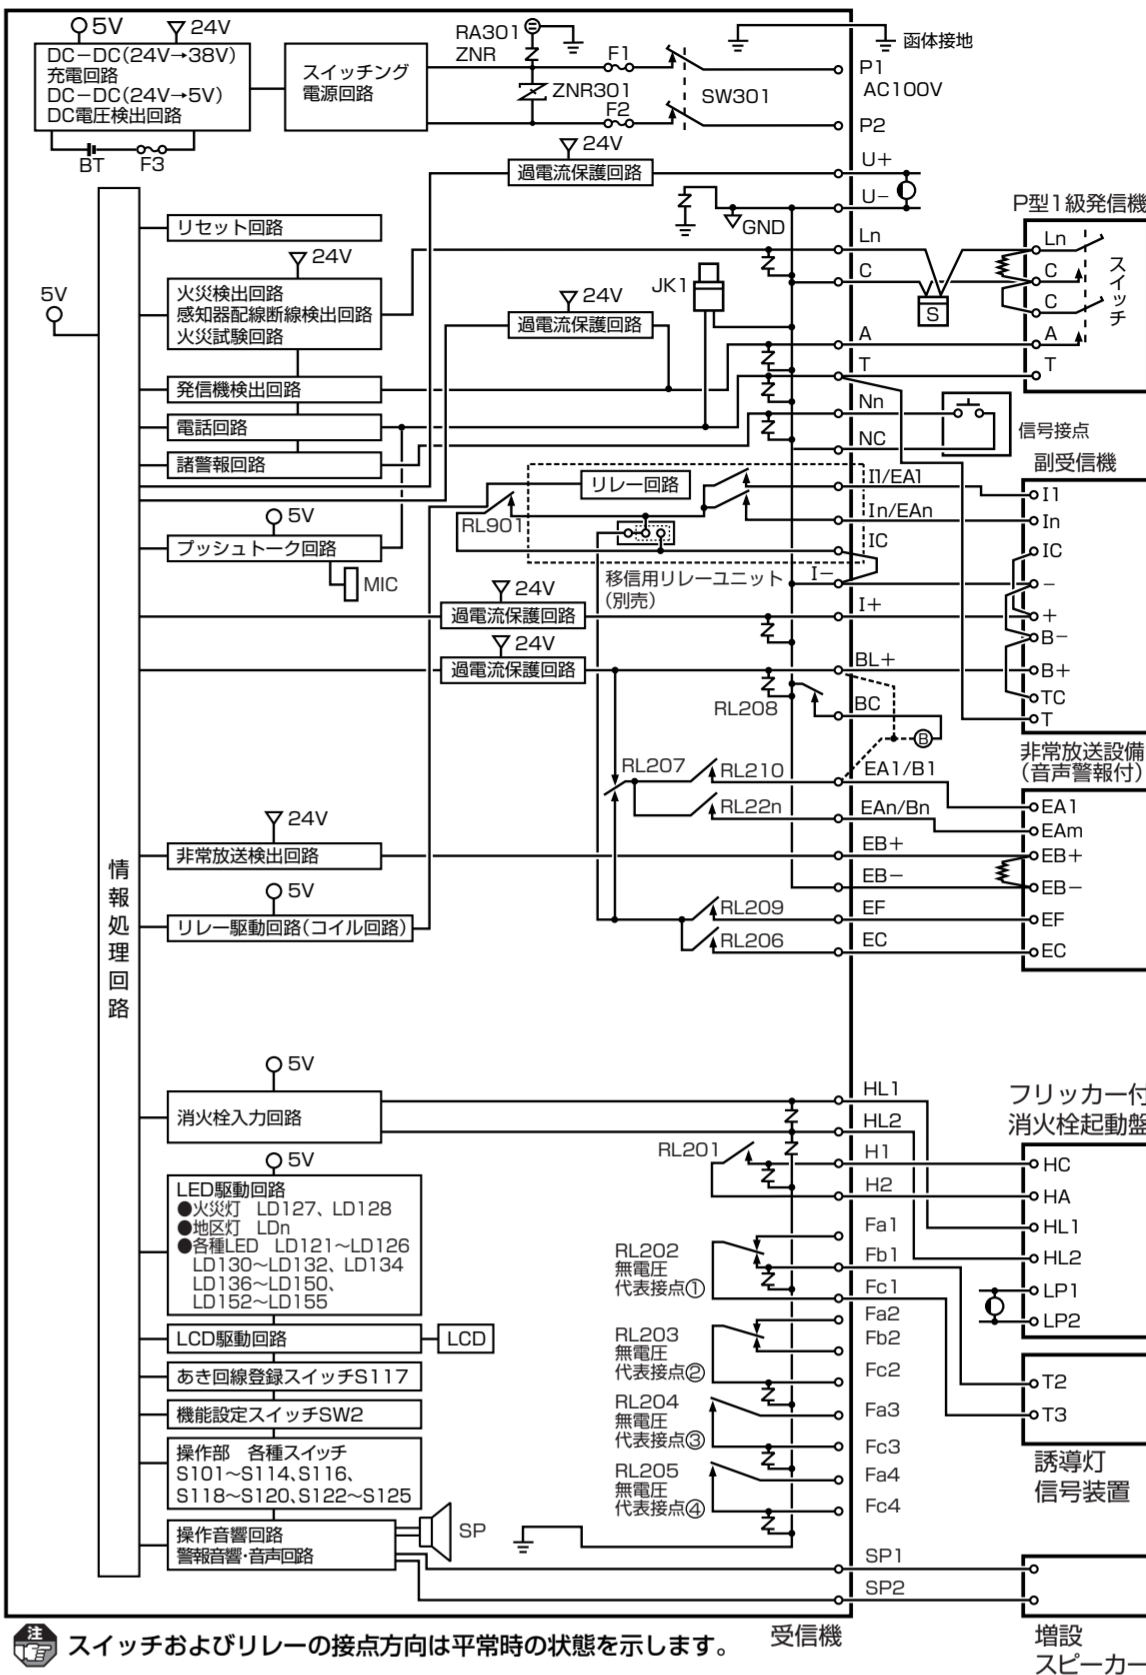 5V
24V
DC−DC(24V→38V)
充電回路
DC−DC(24V→5V)
DC電圧検出回路
BT
F3
スイッチング
電源回路
RA301
ZNR
ZNR301
F1
F2
SW301
函体接地
P1
AC100V
P2
24V
過電流保護回路
U+
U−
GND
情報処理回路
5V
リセット回路
24V
火災検出回路
感知器配線断線検出回路
火災試験回路
発信機検出回路
電話回路
諸警報回路
5V
プッシュトーク回路
MIC
24V
過電流保護回路
JK1
Ln
C
S
A
T
Nn
NC
P型1級発信機
Ln
C
C
A
T
スイッチ
信号接点
リレー回路
RL901
移信用リレーユニット
(別売)
I1/EA1
In/EAn
IC
I−
I+
24V
過電流保護回路
24V
過電流保護回路
BL+
BC
B
RL208
RL207
RL210
RL22n
EA1/B1
EAn/Bn
EB+
EB−
RL209
EF
RL206
EC
副受信機
I1
In
IC
−
+
B−
B+
TC
T
非常放送設備
(音声警報付)
EA1
EAm
EB+
EB−
EF
EC
24V
非常放送検出回路
5V
リレー駆動回路(コイル回路)
5V
消火栓入力回路
HL1
HL2
RL201
H1
H2
フリッカー付
消火栓起動盤
HC
HA
HL1
HL2
LP1
LP2
5V
LED駆動回路
●火災灯 LD127、LD128
●地区灯 LDn
●各種LED LD121〜LD126
LD130〜LD132、LD134
LD136〜LD150、
LD152〜LD155
LCD駆動回路
LCD
あき回線登録スイッチS117
機能設定スイッチSW2
操作部 各種スイッチ
S101〜S114、S116、
S118〜S120、S122〜S125
操作音響回路
警報音響・音声回路
SP
RL202
無電圧
代表接点①
RL203
無電圧
代表接点②
RL204
無電圧
代表接点③
RL205
無電圧
代表接点④
Fa1
Fb1
Fc1
Fa2
Fb2
Fc2
Fa3
Fc3
Fa4
Fc4
SP1
SP2
T2
T3
誘導灯
信号装置
増設
スピーカー
受信機
注
スイッチおよびリレーの接点方向は平常時の状態を示します。